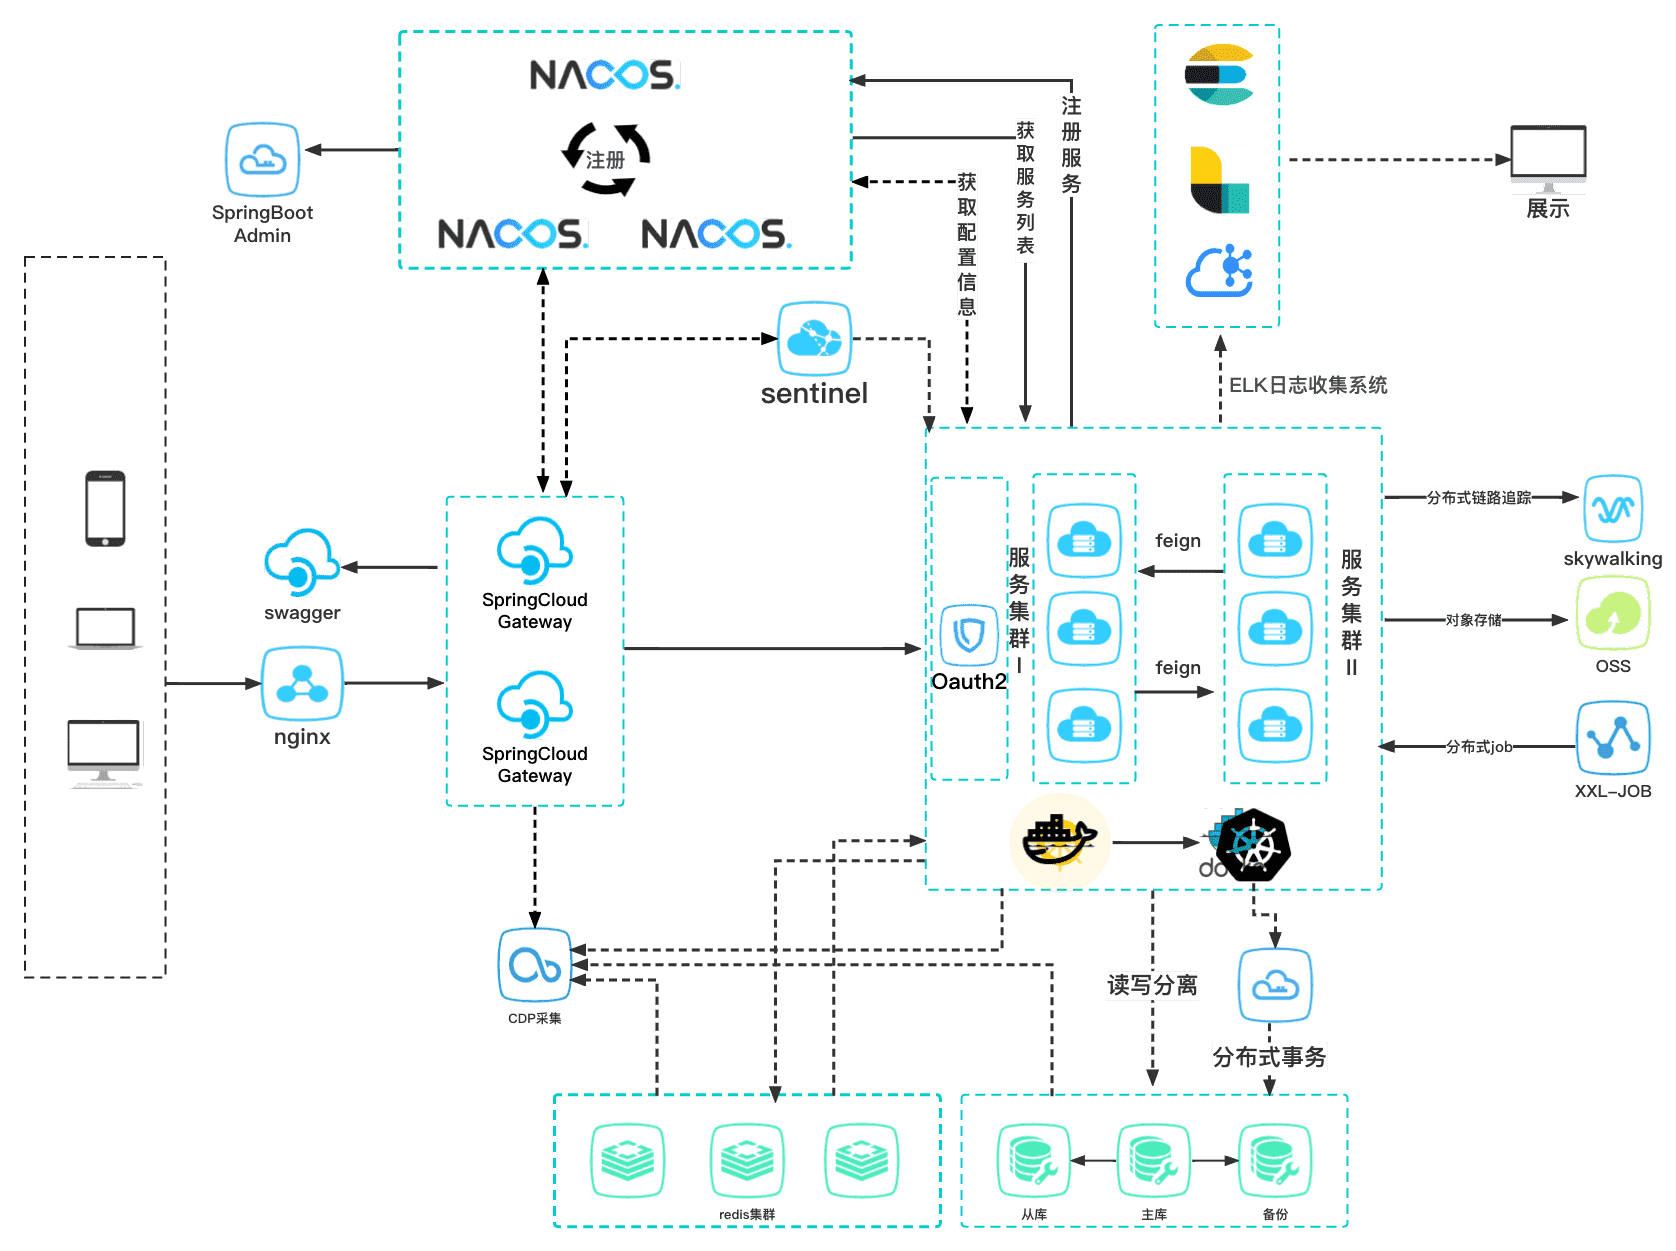 NACOS.
注册
NACOS.
NACOS.
SpringBoot
Admin
注册服务
获取服务列表
获取配置信息
展示
sentinel
ELK日志收集系统
swagger
nginx
SpringCloud
Gateway
SpringCloud
Gateway
Oauth2
服务集群I
feign
feign
服务集群II
分布式链路追踪
skywalking
对象存储
OSS
分布式job
XXL-JOB
do
CDP采集
读写分离
分布式事务
redis集群
从库
主库
备份